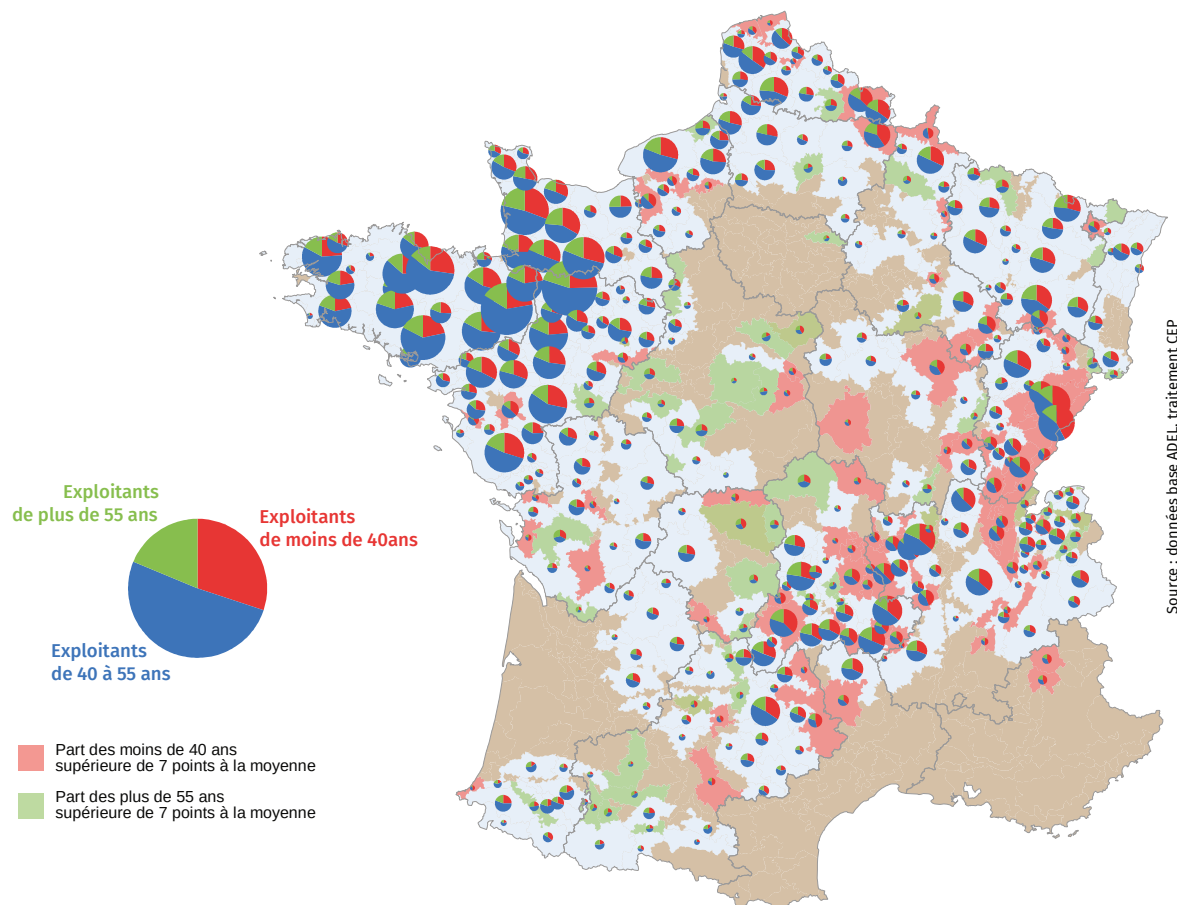 Exploitants
de plus de 55 ans
Exploitants
de moins de 40ans
Exploitants
de 40 à 55 ans
Part des moins de 40 ans
supérieure de 7 points à la moyenne
Part des plus de 55 ans
supérieure de 7 points à la moyenne
Source : données base ADEL, traitement CEP